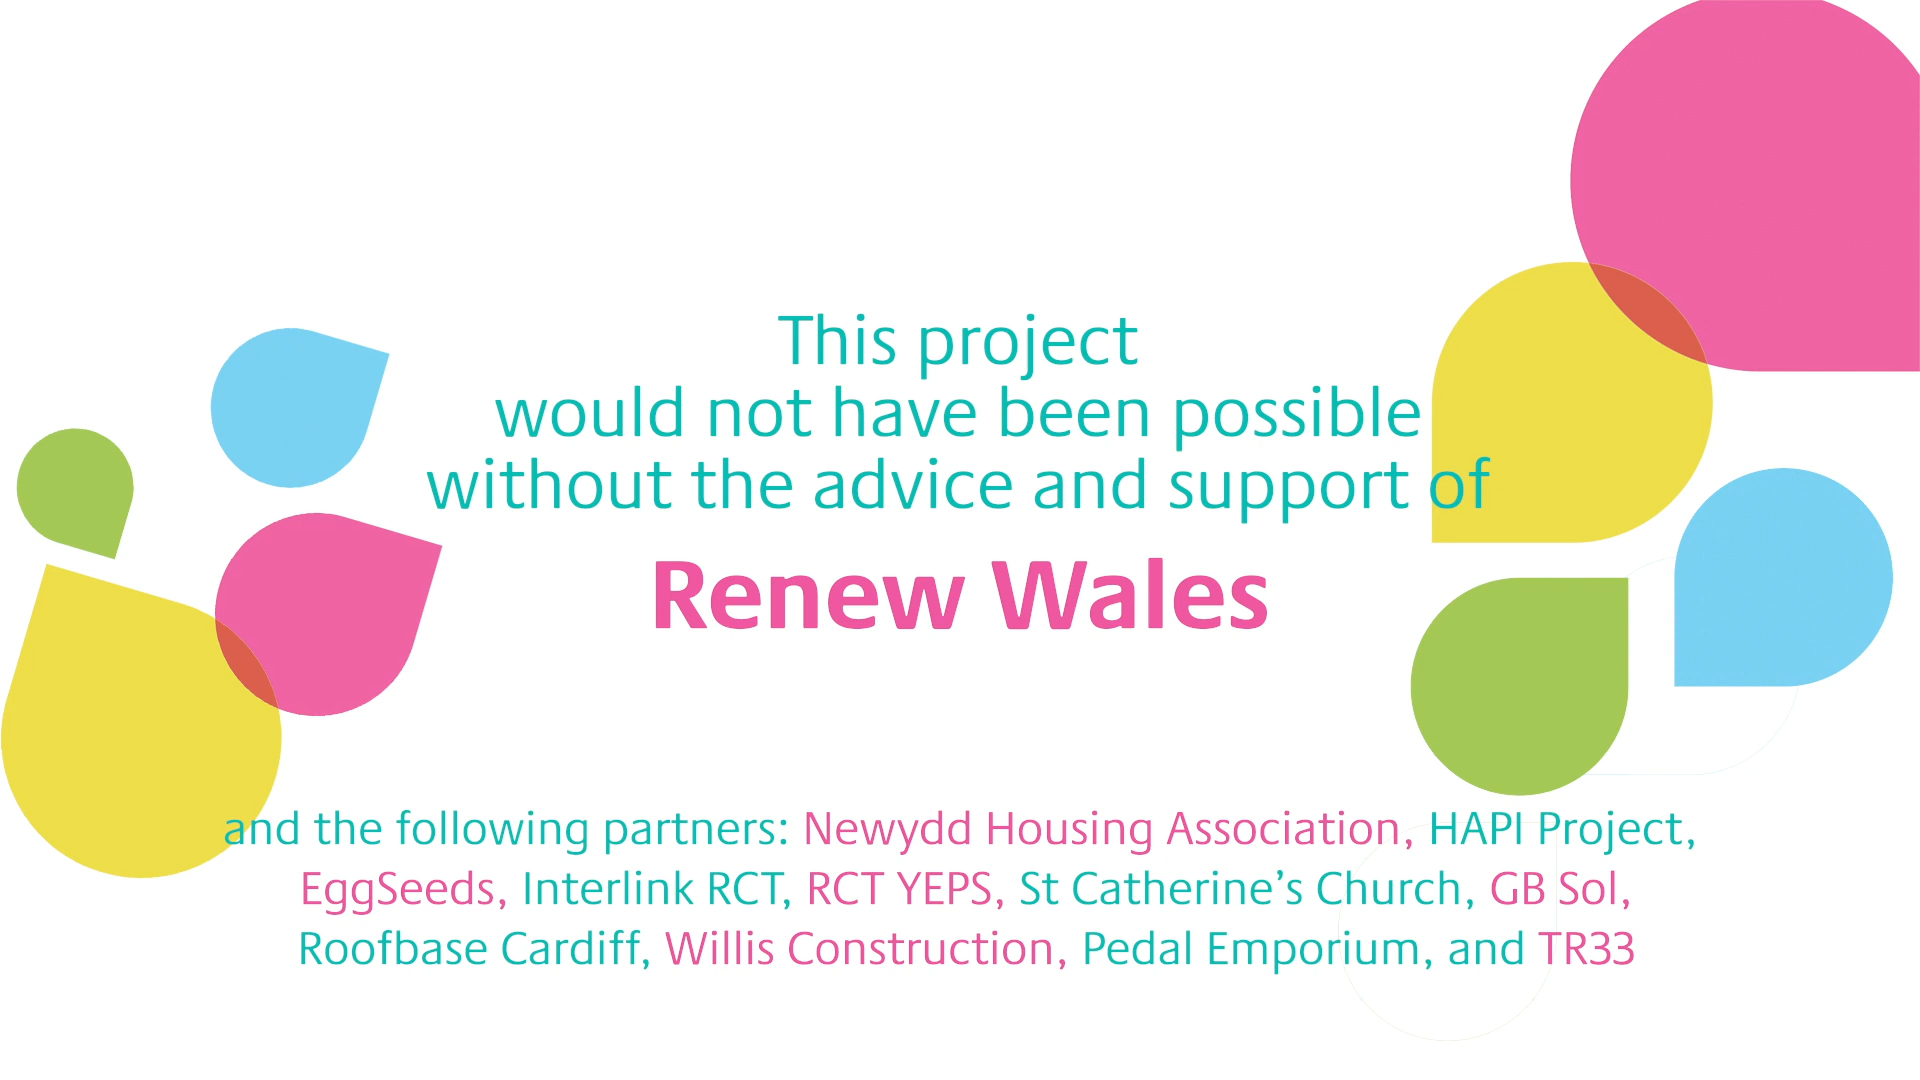 This project
would not have been possible
without the advice and support of
Renew Wales
and the following partners: Newydd Housing Association, HAPI Project,
EggSeeds, Interlink RCT, RCT YEPS, St Catherine’s Church, GB Sol,
Roofbase Cardiff, Willis Construction, Pedal Emporium, and TR33